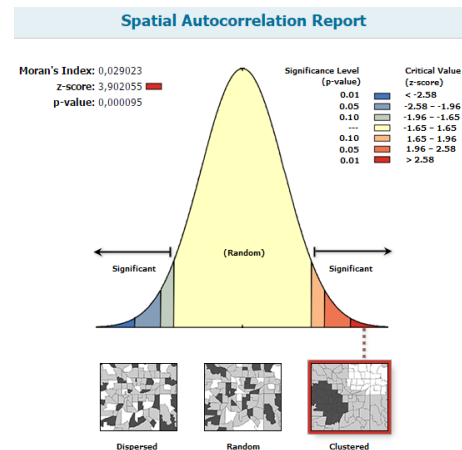 Spatial Autocorrelation Report
Moran's Index: 0,029023
z-score: 3,902055
p-value: 0,000095
Significance Level
(p-value)
Critical Value
(z-score)
0.01 < -2.58
0.05 -2.58 – -1.96
0.10 -1.96 – -1.65
--- -1.65 – 1.65
0.10 1.65 – 1.96
0.05 1.96 – 2.58
0.01 > 2.58
Significant
(Random)
Significant
Dispersed
Random
Clustered